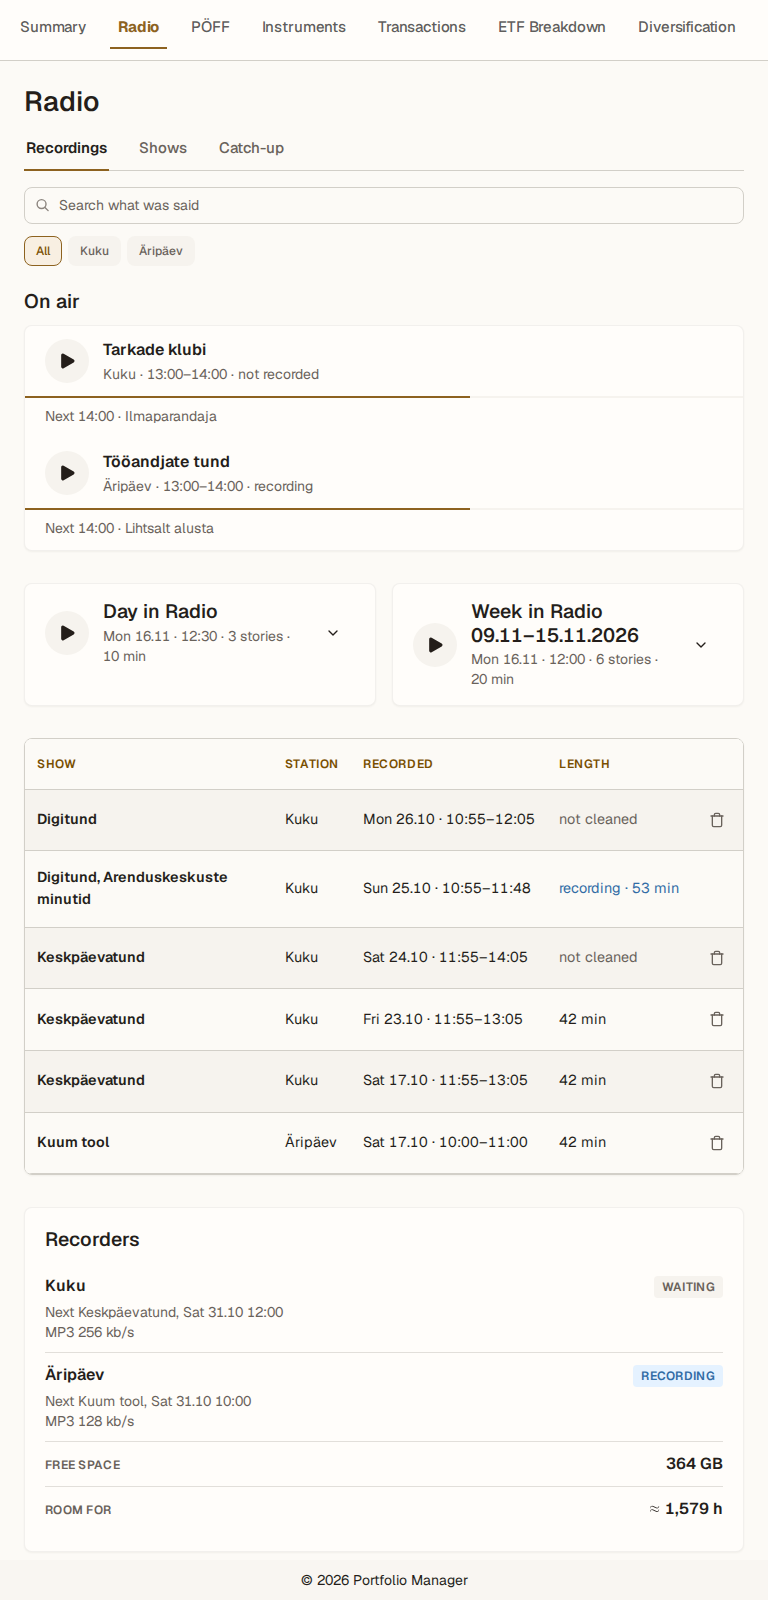 Summary Radio PÖFF Instruments Transactions ETF Breakdown Diversification
Radio
Recordings Shows Catch-up
Search what was said
All Kuku Äripäev
On air
Tarkade klubi
Kuku · 13:00–14:00 · not recorded
Next 14:00 · Ilmaparandaja
Tööandjate tund
Äripäev · 13:00–14:00 · recording
Next 14:00 · Lihtsalt alusta
Day in Radio
Mon 16.11 · 12:30 · 3 stories ·
10 min
Week in Radio
09.11–15.11.2026
Mon 16.11 · 12:00 · 6 stories ·
20 min
SHOW STATION RECORDED LENGTH
Digitund Kuku Mon 26.10 · 10:55–12:05 not cleaned
Digitund, Arenduskeskuste
minutid Kuku Sun 25.10 · 10:55–11:48 recording · 53 min
Keskpäevatund Kuku Sat 24.10 · 11:55–14:05 not cleaned
Keskpäevatund Kuku Fri 23.10 · 11:55–13:05 42 min
Keskpäevatund Kuku Sat 17.10 · 11:55–13:05 42 min
Kuum tool Äripäev Sat 17.10 · 10:00–11:00 42 min
Recorders
Kuku WAITING
Next Keskpäevatund, Sat 31.10 12:00
MP3 256 kb/s
Äripäev RECORDING
Next Kuum tool, Sat 31.10 10:00
MP3 128 kb/s
FREE SPACE 364 GB
ROOM FOR ≈ 1,579 h
© 2026 Portfolio Manager